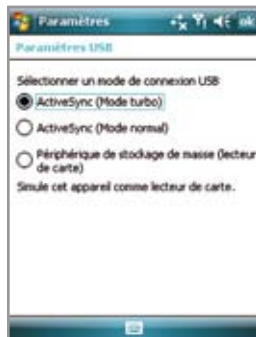 Paramètres
ok
Paramètres USB
Sélectionner un mode de connexion USB
ActiveSync (Mode turbo)
ActiveSync (Mode normal)
Périphérique de stockage de masse (lecteur
de carte)
Simule cet appareil comme lecteur de carte.